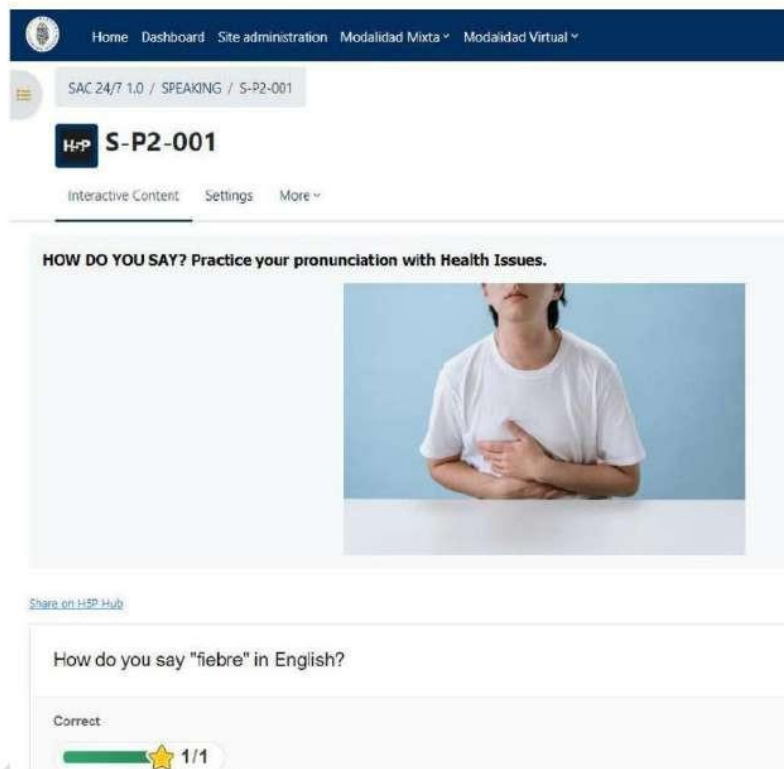 Home Dashboard Site administration Modalidad Mixta Modalidad Virtual
SAC 24/7 1.0 / SPEAKING / S-P2-001
H5P S-P2-001
Interactive Content Settings More
HOW DO YOU SAY? Practice your pronunciation with Health Issues.
Share on H5P Hub
How do you say "fiebre" in English?
Correct
1/1